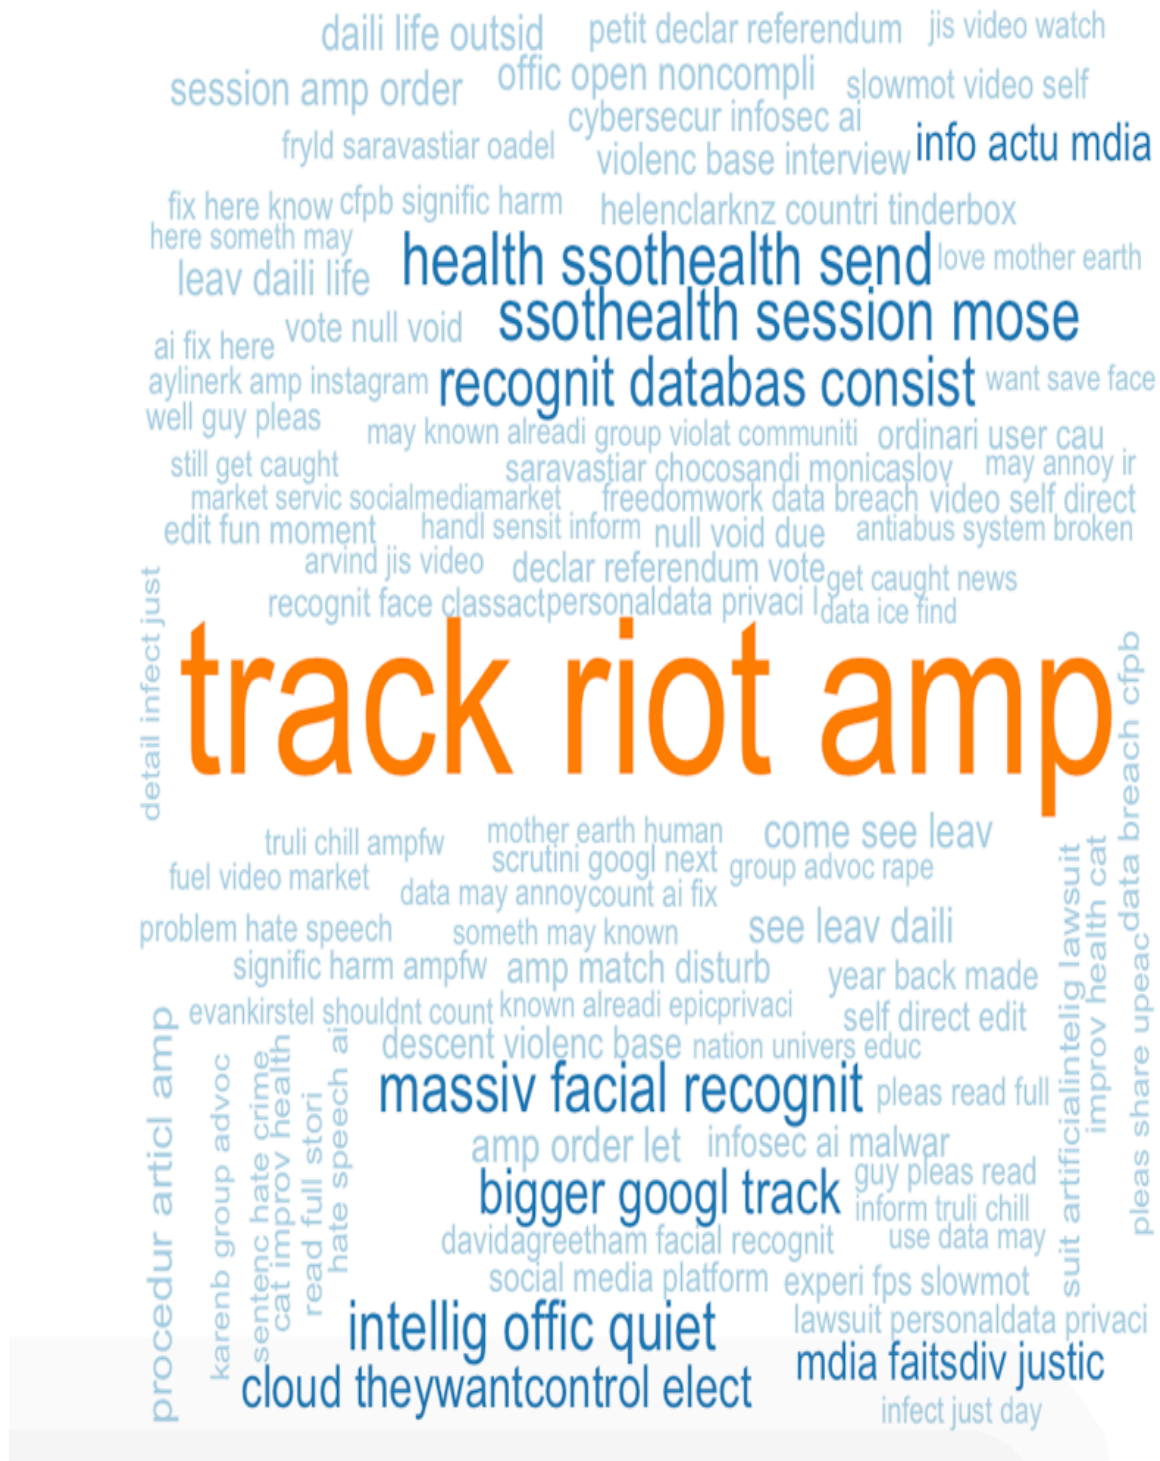 daili life outsid
petit declar referendum
jis video watch
session amp order
offic open noncompli
slowmot video self
cybersecur infosec ai
info actu mdia
fryld saravastiar oadel
violenc base interview
fix here know
cfpb signific harm
helenclarknz countri tinderbox
here someth may
health ssothealth send
love mother earth
leav daili life
ssothealth session mose
vote null void
ai fix here
aylinerk amp instagram
recognit databas consist
want save face
well guy pleas
may known alreadi
group violat communiti
ordinari user cau
still get caught
saravastiar chocosandi monicaslov
may annoy ir
market servic socialmediamarket
freedomwork data breach
video self direct
edit fun moment
handl sensit inform
null void due
antiabus system broken
arvind jis video
declar referendum vote
get caught news
recognit face classact
personaldata privaci l
data ice find
detail infect just
track riot amp
data breach cfpb
truli chill ampfw
mother earth human
come see leav
scrutini googl next
group advoc rape
fuel video market
data may annoy
count ai fix
problem hate speech
someth may known
see leav daili
signific harm ampfw
amp match disturb
year back made
evankirstel shouldnt count
known alreadi epicprivaci
self direct edit
descent violenc base
nation univers educ
massiv facial recognit
pleas read full
amp order let
infosec ai malwar
guy pleas read
bigger googl track
inform truli chill
davidagreetham facial recognit
use data may
social media platform
experi fps slowmot
intellig offic quiet
lawsuit personaldata privaci
cloud theywantcontrol elect
mdia faitsdiv justic
infect just day
procedur articl amp
karenb group advoc
sentenc hate crime
cat improv health
read full stori
hate speech ai
suit artificialintelig lawsuit
improv health cat
pleas share upeac